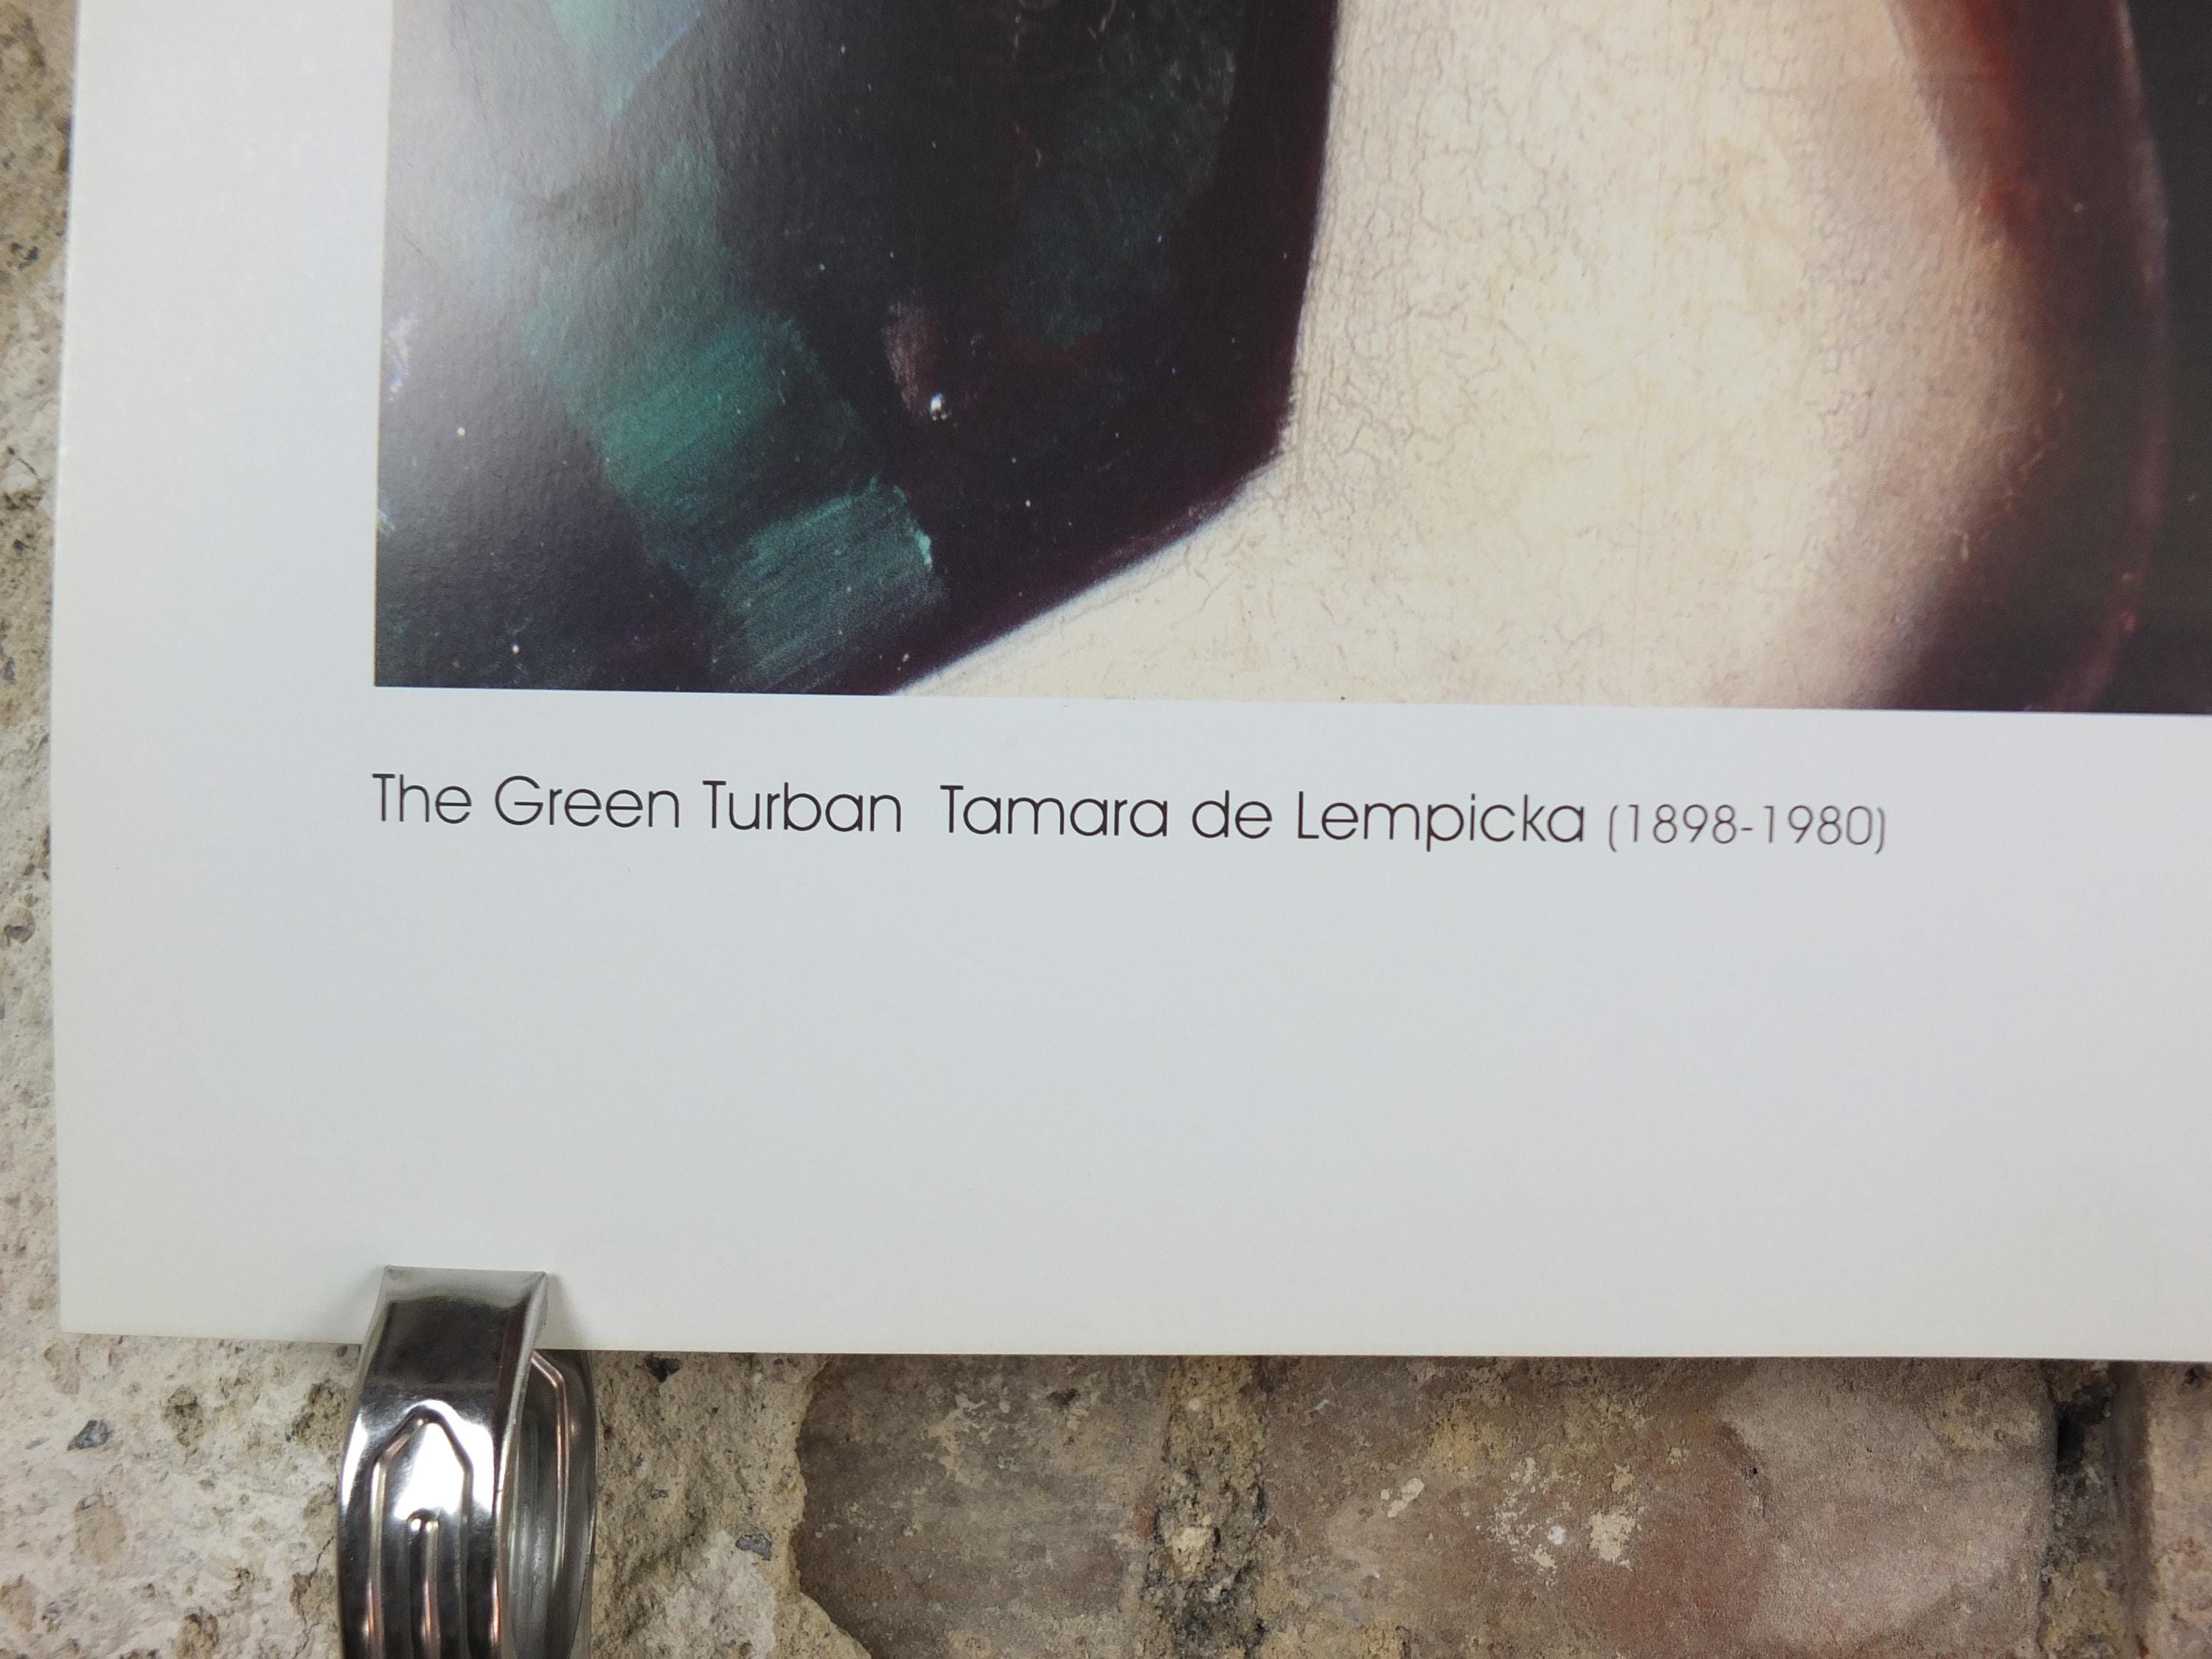 The Green Turban Tamara de Lempicka (1898-1980)